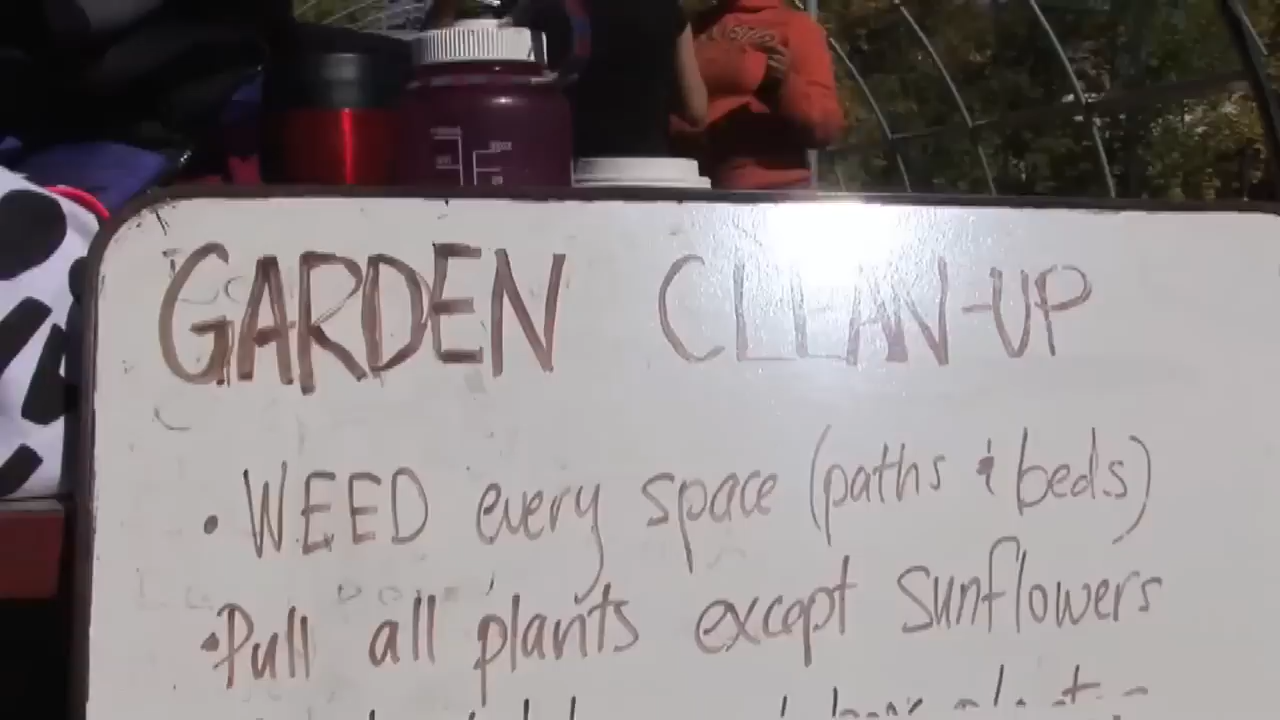 GARDEN CLEAN-UP
• WEED every space (paths & beds)
• Pull all plants except sunflowers